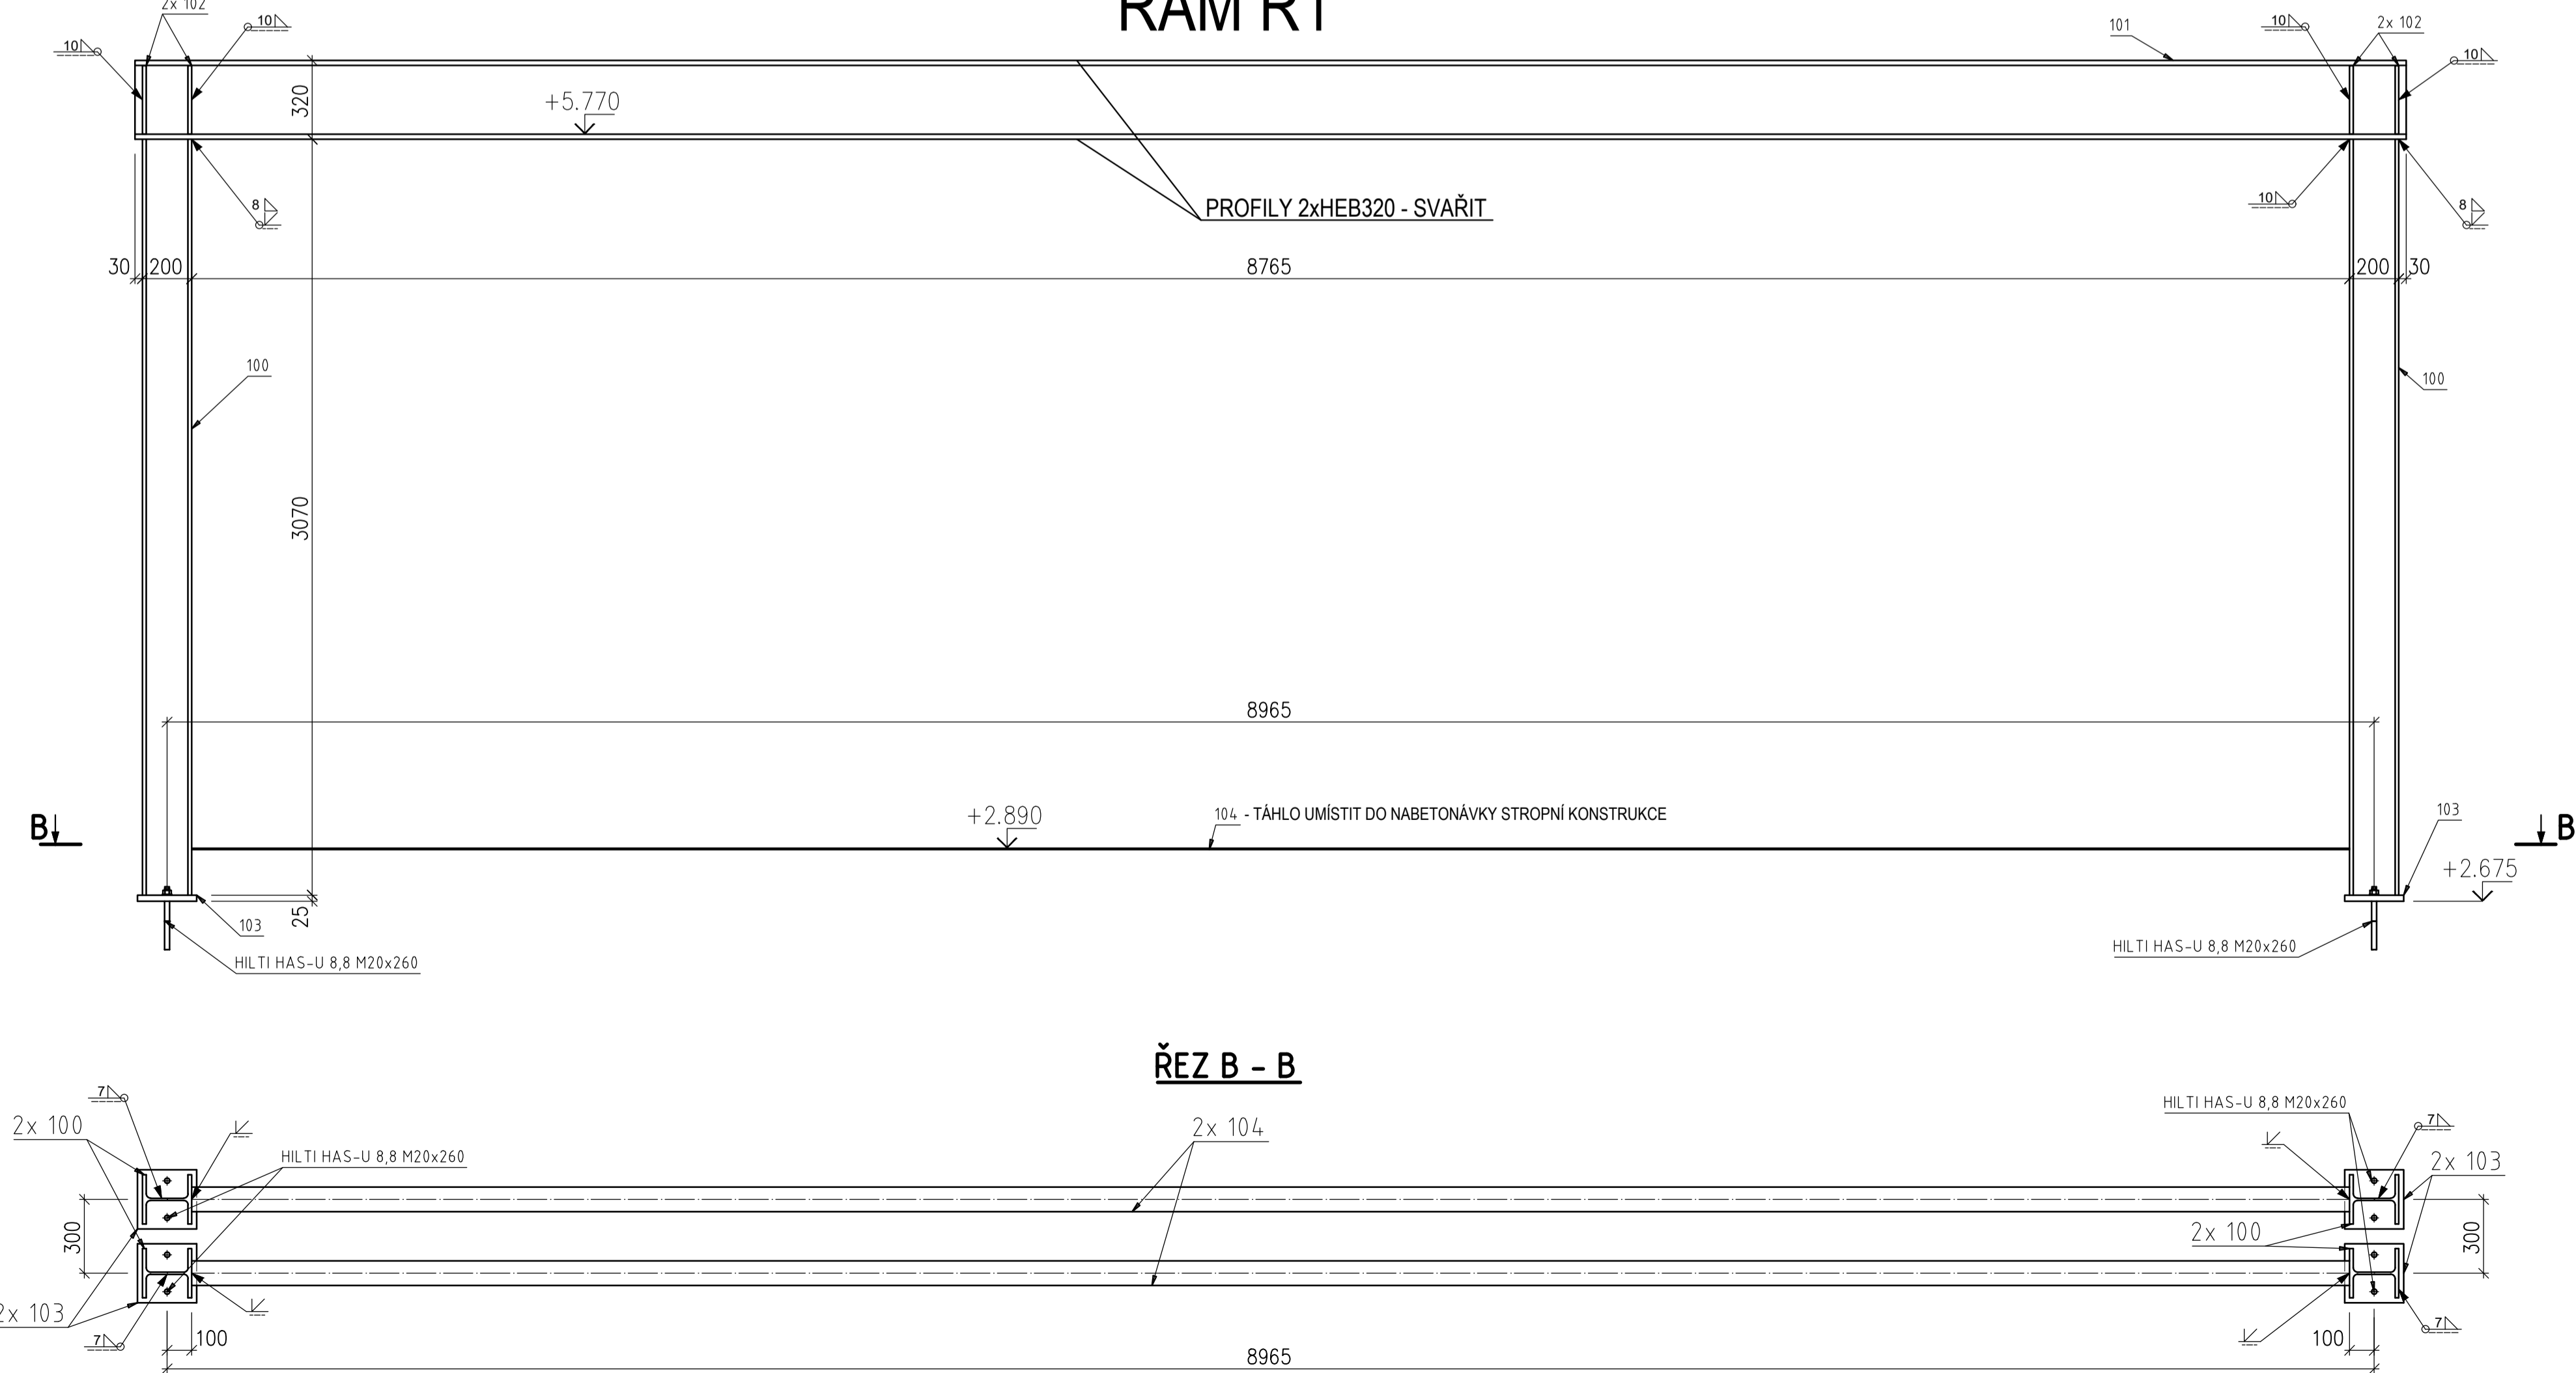 RÁM R1
2x 102
10
10
101
10
2x 102
10
320
+5.770
8
PROFILY 2xHEB320 - SVAŘIT
10
8
30
200
8765
200
30
100
100
3070
8965
B
+2.890
104 - TÁHLO UMÍSTIT DO NABETONÁVKY STROPNÍ KONSTRUKCE
103
B
+2.675
25
103
HILTI HAS-U 8,8 M20x260
HILTI HAS-U 8,8 M20x260
ŘEZ B - B
7
2x 100
HILTI HAS-U 8,8 M20x260
2x 104
HILTI HAS-U 8,8 M20x260
7
2x 103
300
2x 100
300
2x 103
7
100
8965
100
7